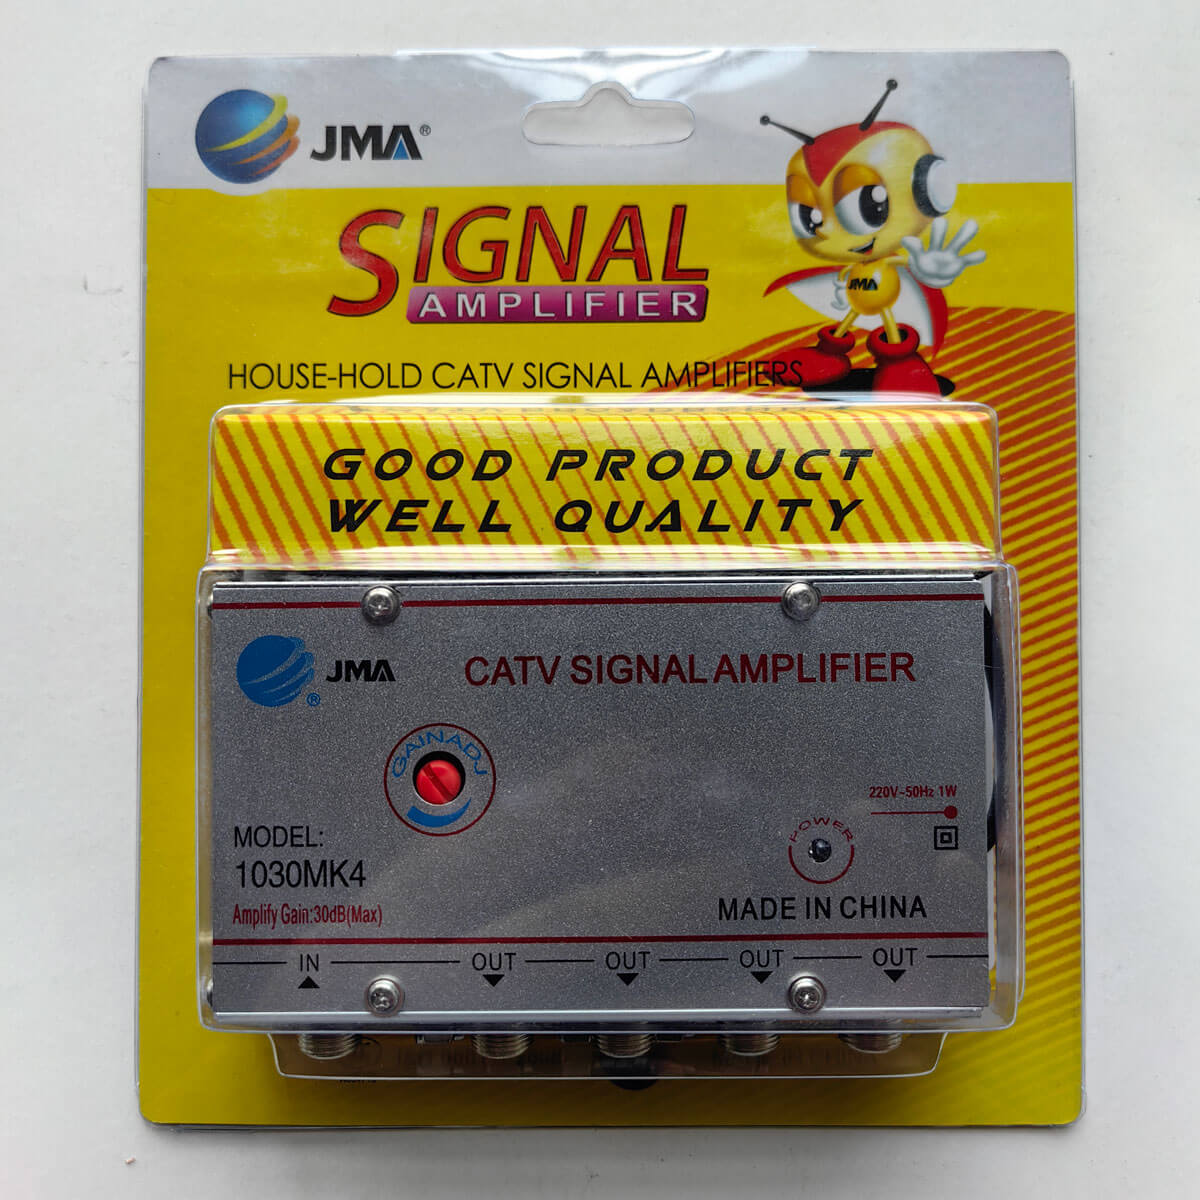 JMA®
SIGNAL
AMPLIFIER
JMA
HOUSE-HOLD CATV SIGNAL AMPLIFIERS
GOOD PRODUCT
WELL QUALITY
JMA
®
CATV SIGNAL AMPLIFIER
GAIN ADJ
220V~50Hz 1W
MODEL:
1030MK4
POWER
Amplify Gain:30dB(Max)
MADE IN CHINA
IN OUT OUT OUT OUT